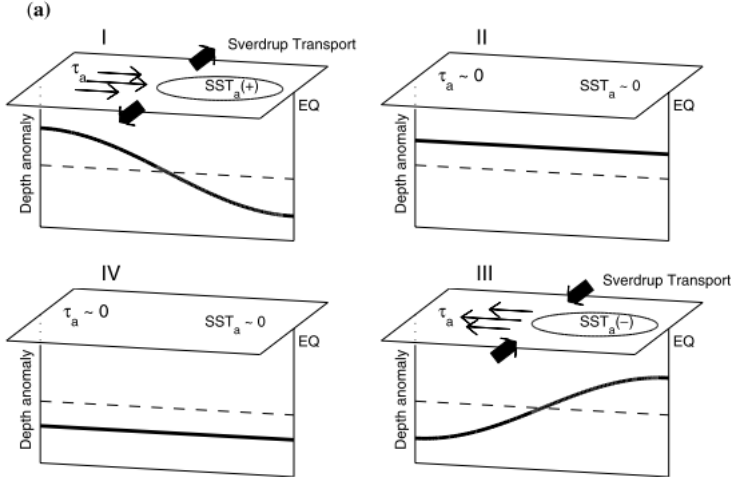 (a)
I
Sverdrup Transport
τa
SSTa(+)
EQ
Depth anomaly
II
τa ~ 0
SSTa ~ 0
EQ
Depth anomaly
IV
τa ~ 0
SSTa ~ 0
EQ
Depth anomaly
III
Sverdrup Transport
τa
SSTa(−)
EQ
Depth anomaly